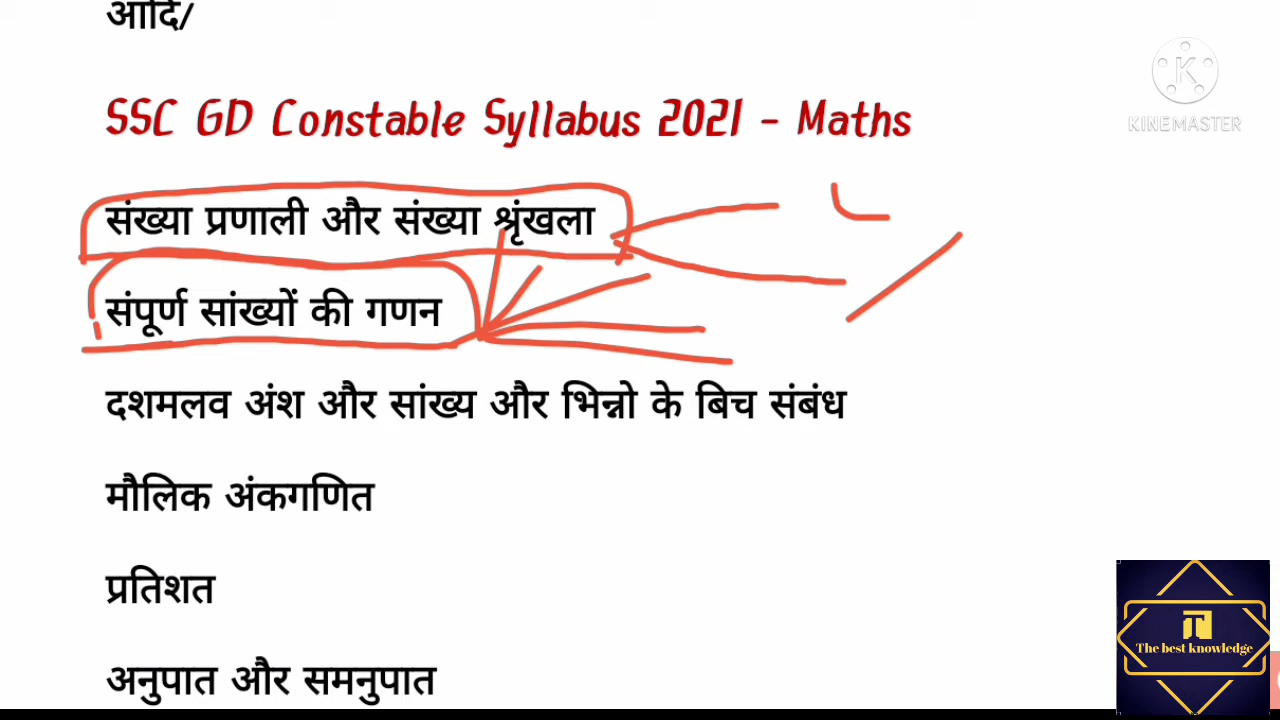 आदि/
SSC GD Constable Syllabus 2021 - Maths
संख्या प्रणाली और संख्या श्रृंखला
संपूर्ण सांख्यों की गणन
दशमलव अंश और सांख्य और भिन्नो के बिच संबंध
मौलिक अंकगणित
प्रतिशत
अनुपात और समनुपात
K
KINEMASTER
T
The best knowledge